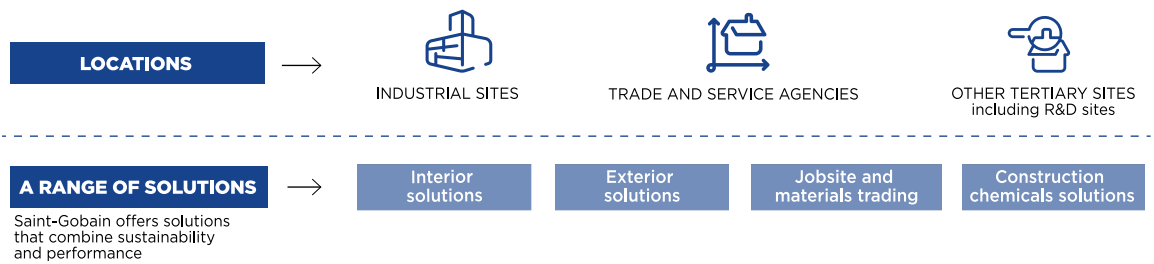 LOCATIONS
INDUSTRIAL SITES
TRADE AND SERVICE AGENCIES
OTHER TERTIARY SITES
including R&D sites
A RANGE OF SOLUTIONS
Saint-Gobain offers solutions
that combine sustainability
and performance
Interior
solutions
Exterior
solutions
Jobsite and
materials trading
Construction
chemicals solutions